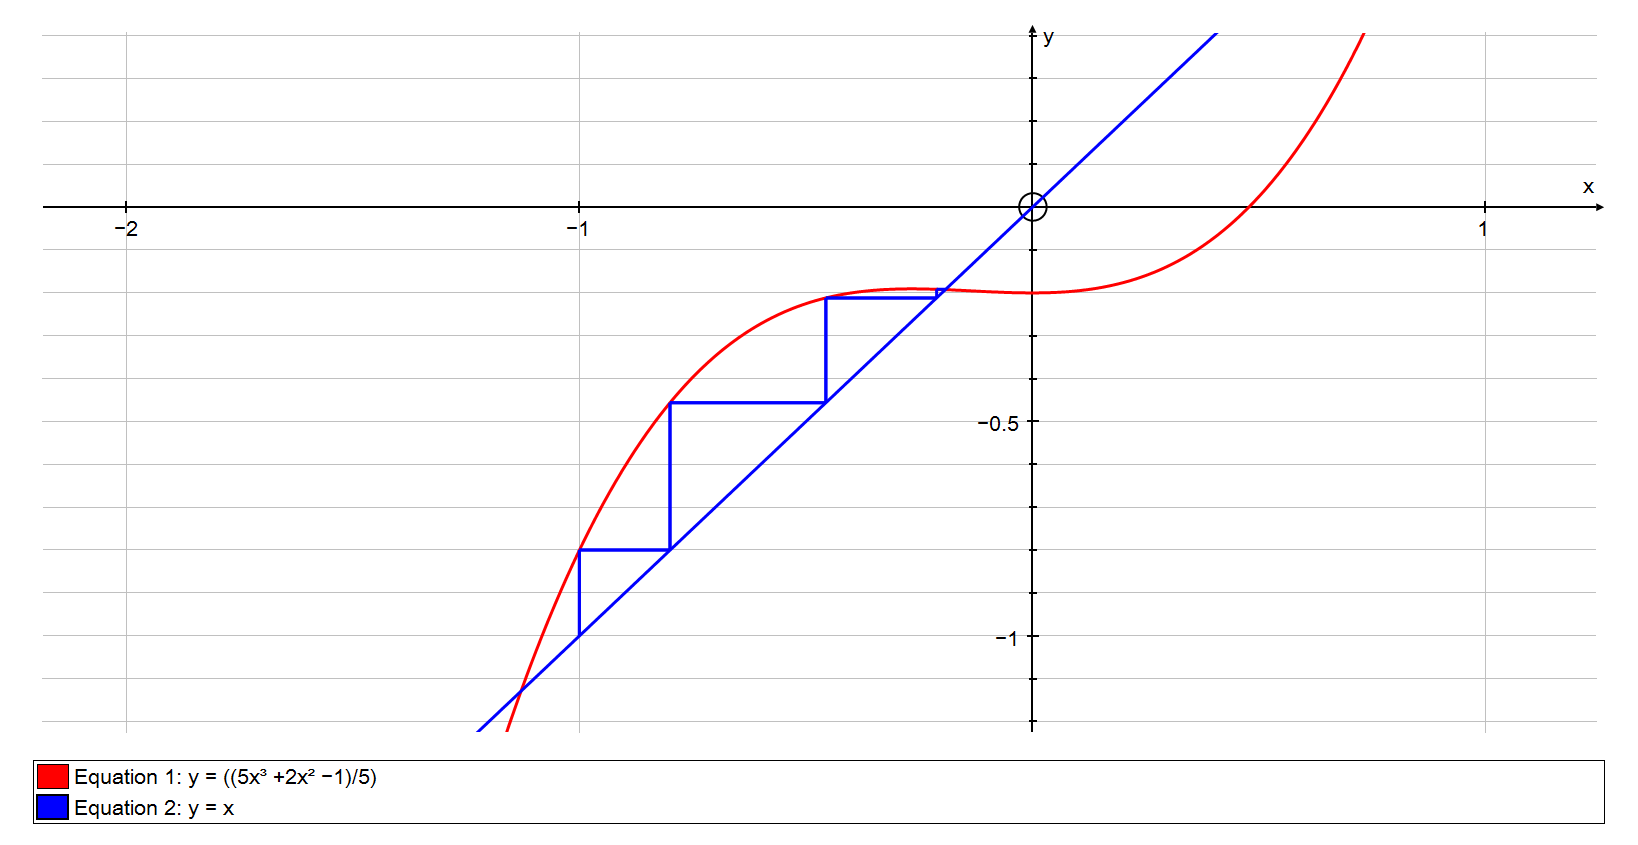 y
x
−2
−1
1
−0.5
−1
Equation 1: y = ((5x³ +2x² −1)/5)
Equation 2: y = x